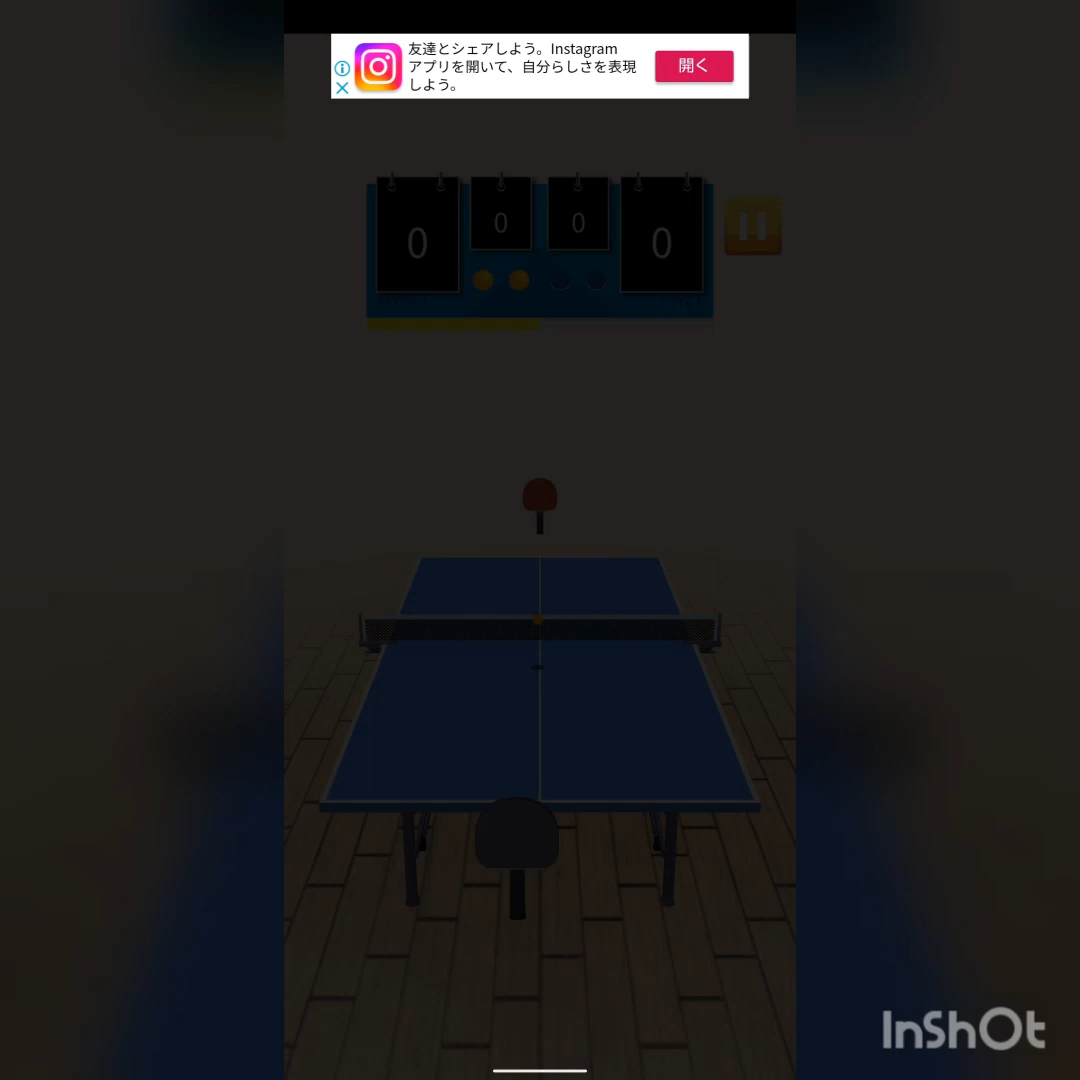 友達とシェアしよう。Instagram
アプリを開いて、自分らしさを表現
しよう。
開く
0 0 0 0
InShOt